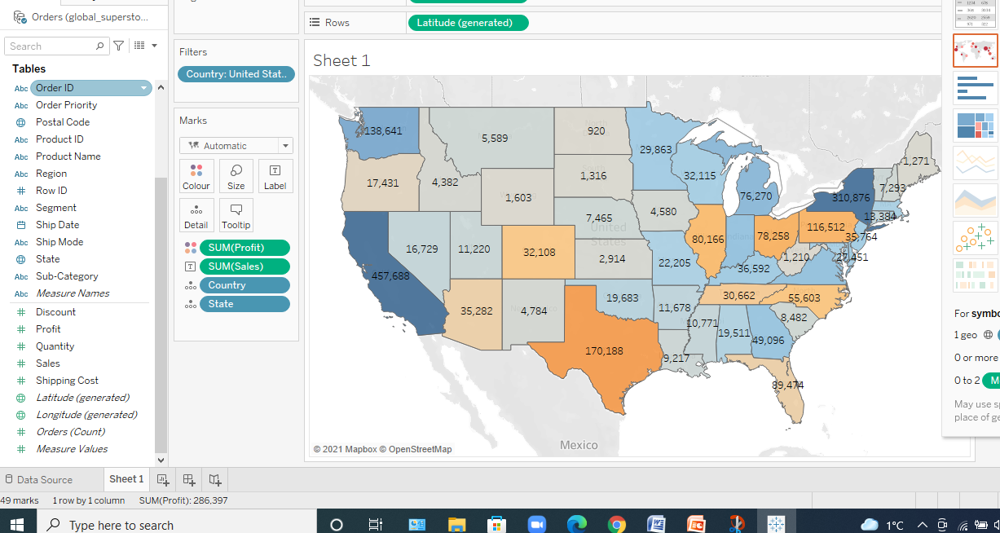 Orders (global_supersto...
Search
Tables
Abc Order ID
Abc Order Priority
Postal Code
Abc Product ID
Abc Product Name
Abc Region
# Row ID
Abc Segment
Ship Date
Abc Ship Mode
State
Abc Sub-Category
Abc Measure Names
# Discount
# Profit
# Quantity
# Sales
# Shipping Cost
Latitude (generated)
Longitude (generated)
# Orders (Count)
# Measure Values
Filters
Country: United Stat..
Marks
Automatic
Colour Size Label
Detail Tooltip
SUM(Profit)
SUM(Sales)
Country
State
Rows
Latitude (generated)
Sheet 1
138,641
5,589
920
29,863
1,271
17,431
4,382
1,316
32,115
7,293
1,603
76,270
310,876
4,580
13,384
7,465
United
States
116,512
16,729
11,220
32,108
80,166
78,258
35,764
2,914
1,210
27,451
457,688
22,205
36,592
19,683
30,662
55,603
35,282
4,784
11,678
8,482
10,771
19,511
49,096
170,188
9,217
89,474
Mexico
© 2021 Mapbox © OpenStreetMap
For symbo
1 geo
0 or more
0 to 2 M
May use s
place of ge
Data Source
Sheet 1
49 marks 1 row by 1 column SUM(Profit): 286,397
Type here to search
1°C